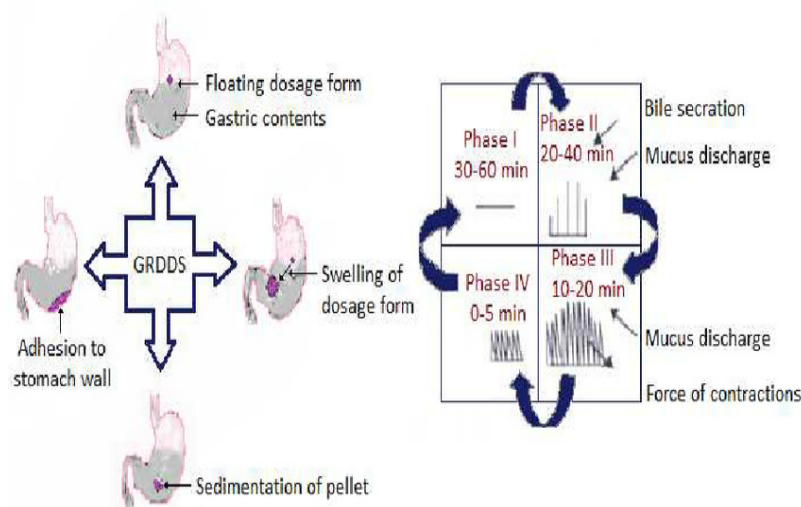 Floating dosage form
Gastric contents
GRDDS
Swelling of
dosage form
Adhesion to
stomach wall
Sedimentation of pellet
Phase I
30-60 min
Phase II
20-40 min
Bile secration
Mucus discharge
Phase IV
0-5 min
Phase III
10-20 min
Mucus discharge
Force of contractions